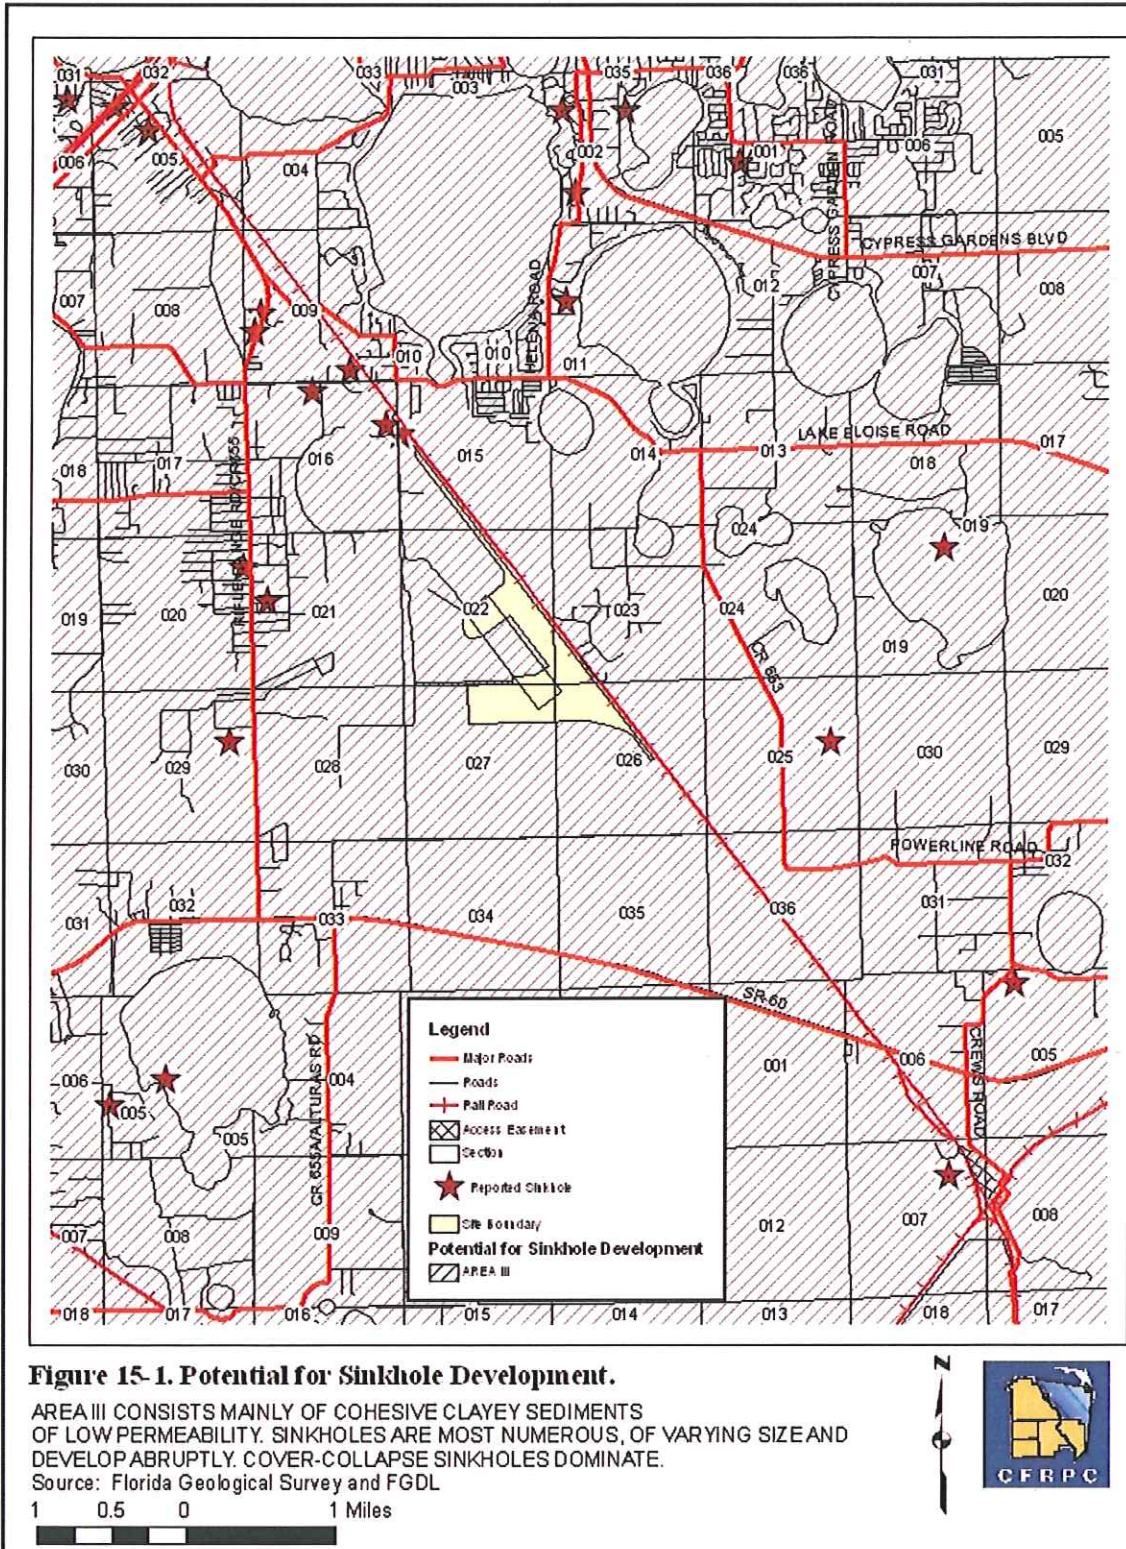 031
032
033
003
035
036
036
031
006
005
004
002
001
006
005
CYPRESS GARDEN ROAD
CYPRESS GARDENS BLVD
007
008
009
010
010
HELENA ROAD
011
012
007
008
018
017
016
015
014
013
LAKE ELOISE ROAD
018
017
RIFLE RANGE RD/CR 655
019
020
021
022
023
024
024
019
019
020
CR 653
030
029
028
027
026
025
030
029
POWERLINE ROAD
032
031
032
033
034
035
036
031
SR-60
006
005
005
004
CR 655A/ALTURAS RD
001
006
005
CREWS ROAD
007
008
009
012
007
008
018
017
016
015
014
013
018
017
Legend
Major Roads
Roads
Rail Road
Access Easement
Section
Reported Sinkhole
Site Boundary
Potential for Sinkhole Development
AREA III
Figure 15-1. Potential for Sinkhole Development.
AREA III CONSISTS MAINLY OF COHESIVE CLAYEY SEDIMENTS
OF LOW PERMEABILITY. SINKHOLES ARE MOST NUMEROUS, OF VARYING SIZE AND
DEVELOP ABRUPTLY. COVER-COLLAPSE SINKHOLES DOMINATE.
Source: Florida Geological Survey and FGDL
1 0.5 0 1 Miles
N
CFRPC